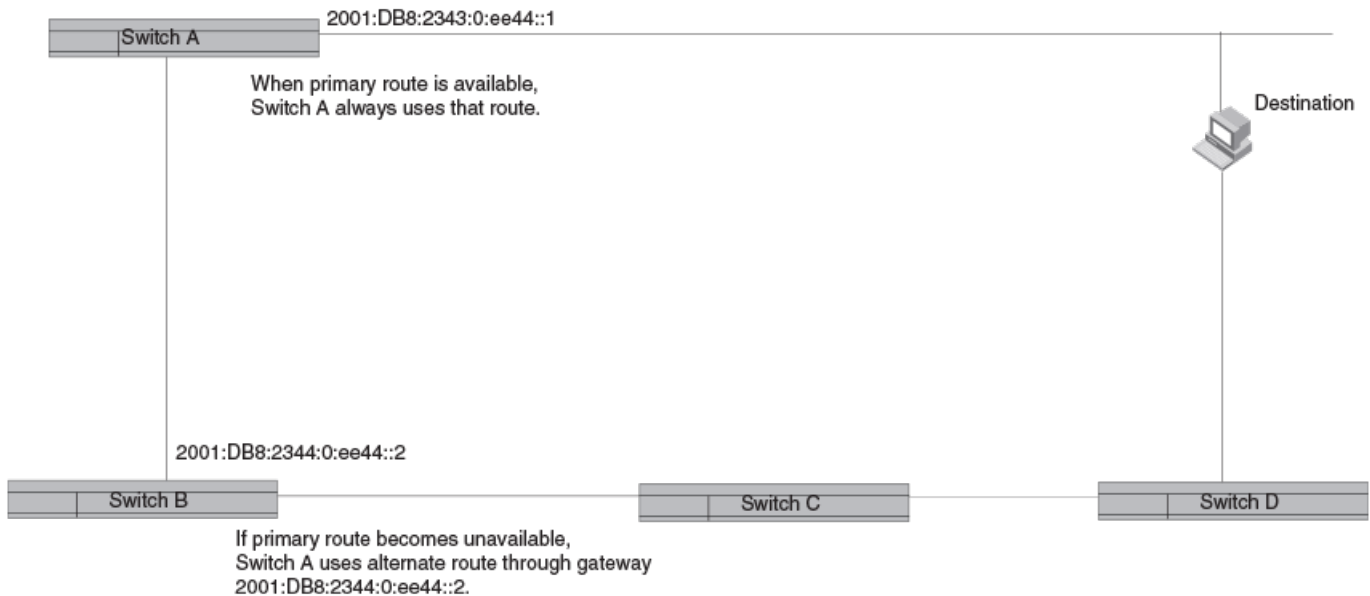 2001:DB8:2343:0:ee44::1
Switch A
When primary route is available,
Switch A always uses that route.
Destination
2001:DB8:2344:0:ee44::2
Switch B
Switch C
Switch D
If primary route becomes unavailable,
Switch A uses alternate route through gateway
2001:DB8:2344:0:ee44::2.